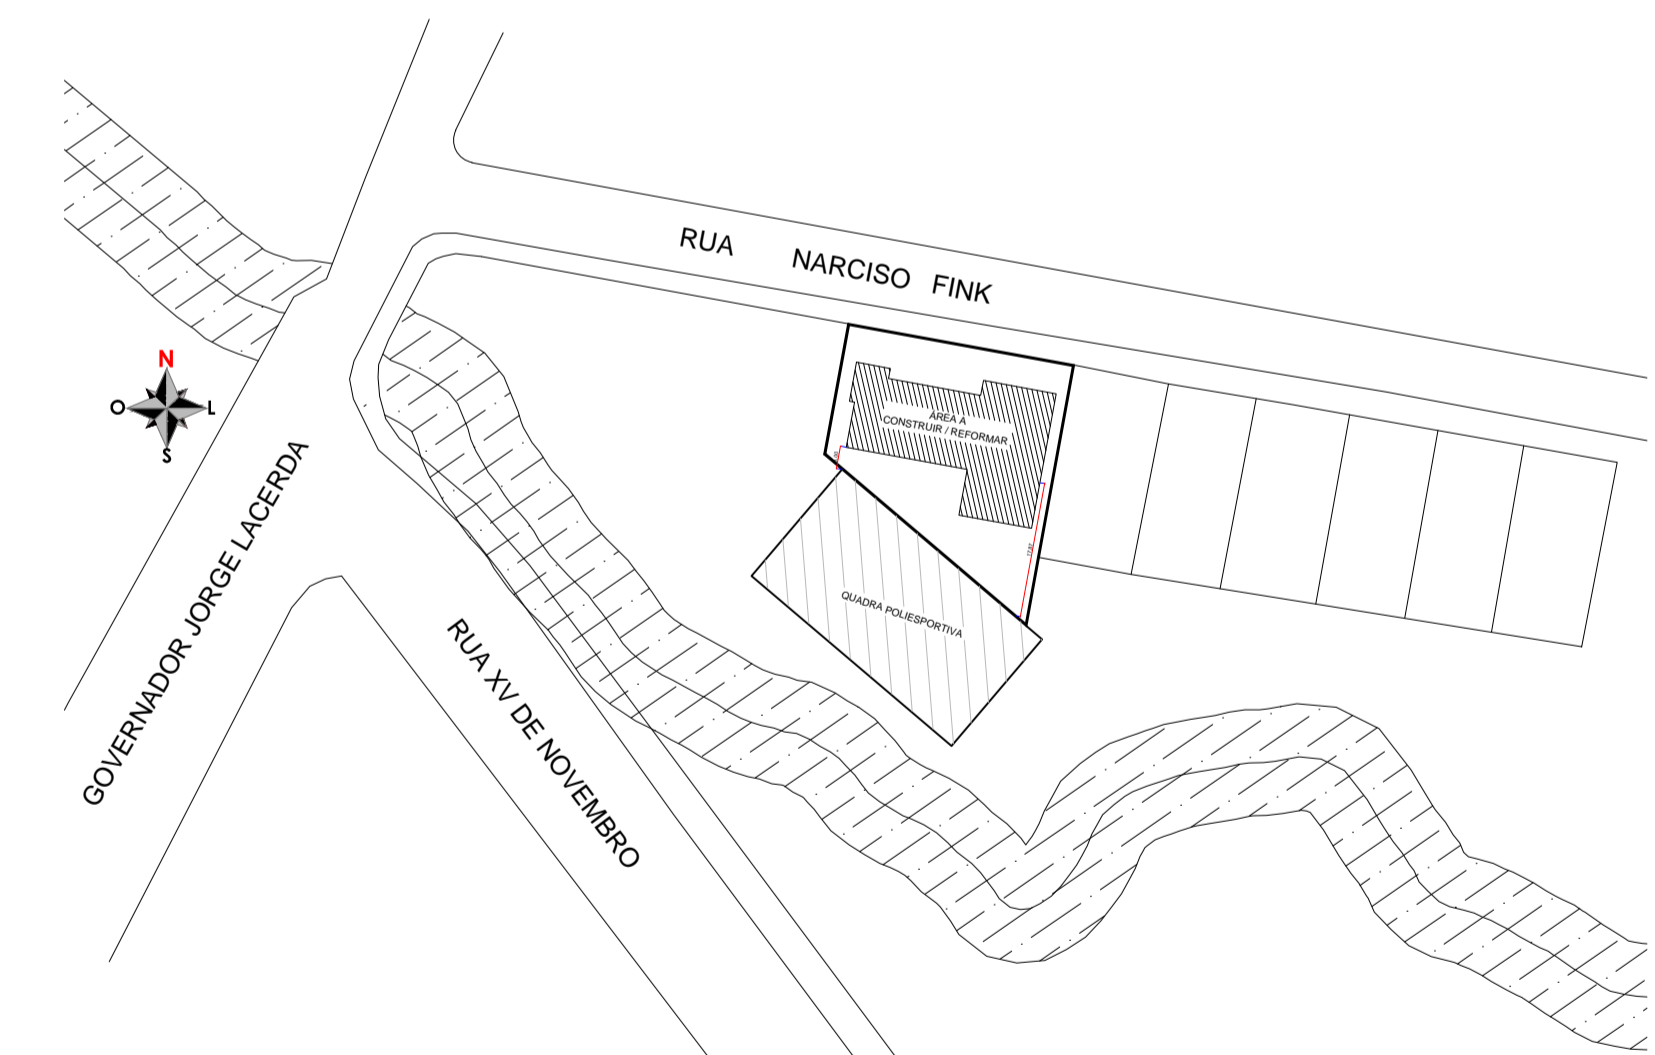 RUA NARCISO FINK
N
O
L
S
ÁREA A
CONSTRUIR / REFORMAR
GOVERNADOR JORGE LACERDA
QUADRA POLIESPORTIVA
RUA XV DE NOVEMBRO